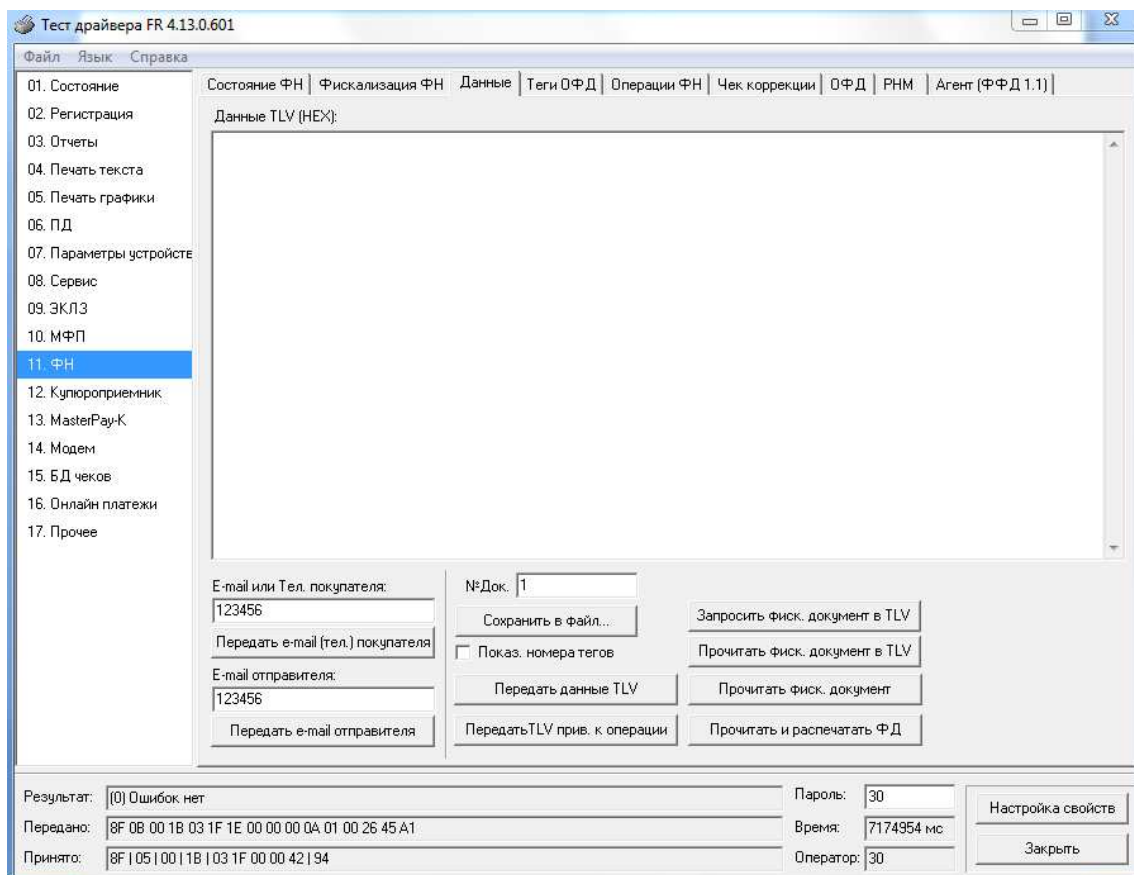 Тест драйвера FR 4.13.0.601
Файл Язык Справка
01. Состояние
02. Регистрация
03. Отчеты
04. Печать текста
05. Печать графики
06. ПД
07. Параметры устройств
08. Сервис
09. ЭКЛЗ
10. МФП
11. ФН
12. Купюроприемник
13. MasterPay-K
14. Модем
15. БД чеков
16. Онлайн платежи
17. Прочее
Состояние ФН Фискализация ФН Данные Теги ОФД Операции ФН Чек коррекции ОФД РНМ Агент (ФФД 1.1)
Данные TLV (HEX):
E-mail или Тел. покупателя:
123456
Передать e-mail (тел.) покупателя
E-mail отправителя:
123456
Передать e-mail отправителя
№Док. 1
Сохранить в файл...
Показ. номера тегов
Передать данные TLV
ПередатьTLV прив. к операции
Запросить фиск. документ в TLV
Прочитать фиск. документ в TLV
Прочитать фиск. документ
Прочитать и распечатать ФД
Результат: (0) Ошибок нет
Передано: 8F 0B 00 1B 03 1F 1E 00 00 00 0A 01 00 26 45 A1
Принято: 8F | 05 | 00 | 1B | 03 1F 00 00 42 | 94
Пароль: 30
Время: 7174954 мс
Оператор: 30
Настройка свойств
Закрыть